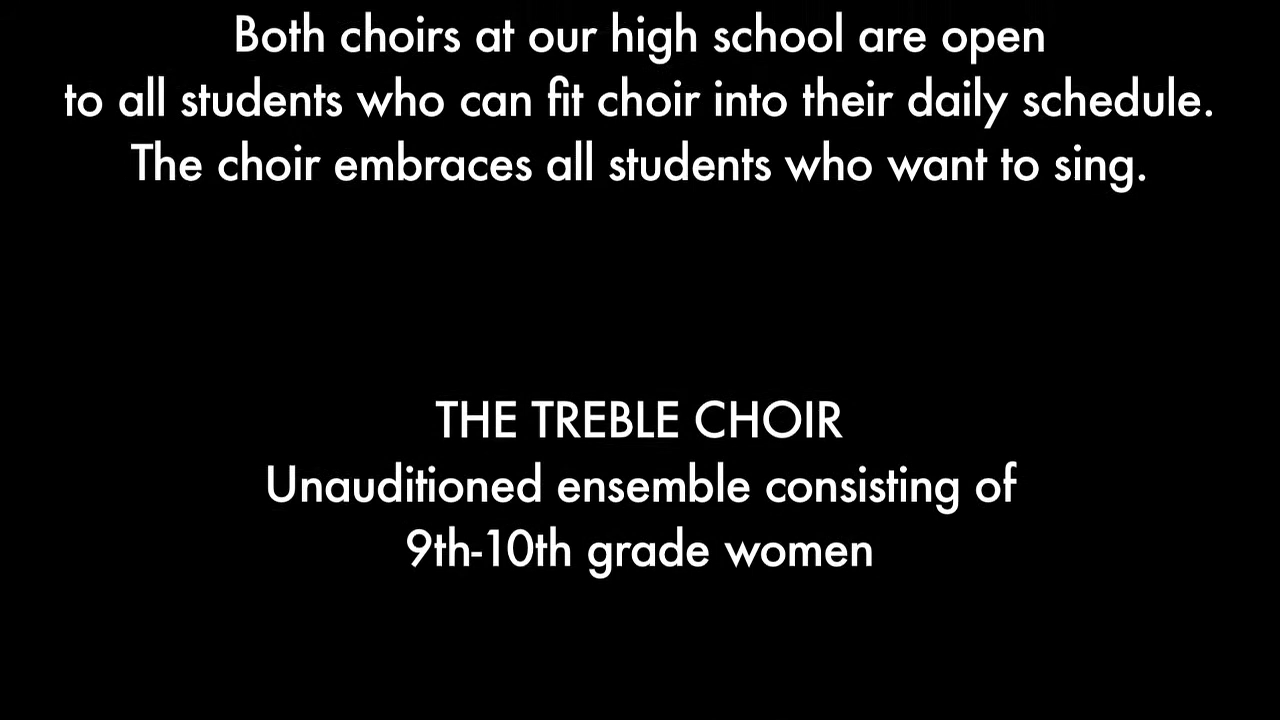 Both choirs at our high school are open
to all students who can fit choir into their daily schedule.
The choir embraces all students who want to sing.
THE TREBLE CHOIR
Unauditioned ensemble consisting of
9th-10th grade women